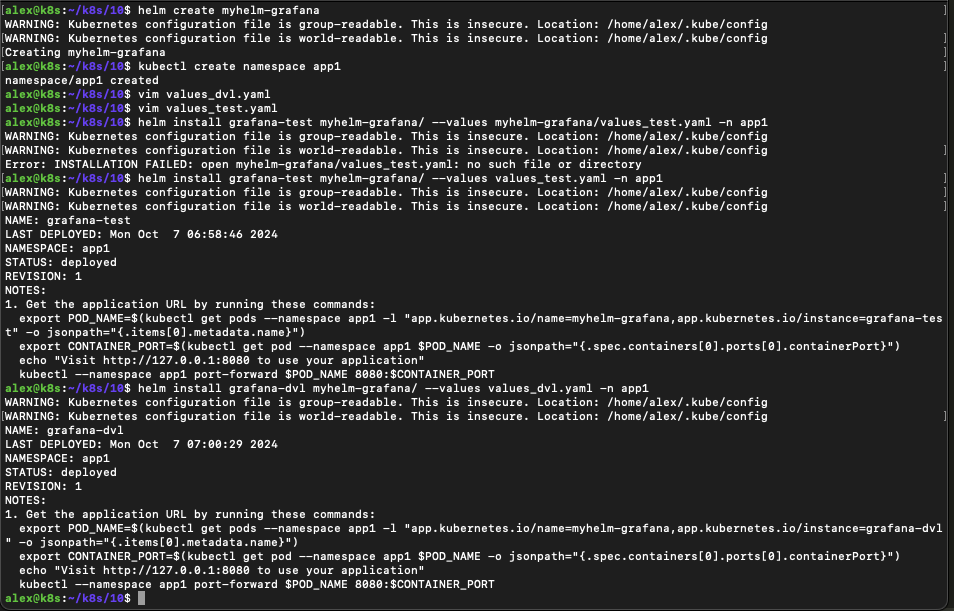 [alex@k8s:~/k8s/10$ helm create myhelm-grafana ]
WARNING: Kubernetes configuration file is group-readable. This is insecure. Location: /home/alex/.kube/config
[WARNING: Kubernetes configuration file is world-readable. This is insecure. Location: /home/alex/.kube/config ]
[Creating myhelm-grafana ]
[alex@k8s:~/k8s/10$ kubectl create namespace app1 ]
namespace/app1 created
alex@k8s:~/k8s/10$ vim values_dvl.yaml
alex@k8s:~/k8s/10$ vim values_test.yaml
alex@k8s:~/k8s/10$ helm install grafana-test myhelm-grafana/ --values myhelm-grafana/values_test.yaml -n app1
WARNING: Kubernetes configuration file is group-readable. This is insecure. Location: /home/alex/.kube/config
[WARNING: Kubernetes configuration file is world-readable. This is insecure. Location: /home/alex/.kube/config ]
Error: INSTALLATION FAILED: open myhelm-grafana/values_test.yaml: no such file or directory
[alex@k8s:~/k8s/10$ helm install grafana-test myhelm-grafana/ --values values_test.yaml -n app1 ]
[WARNING: Kubernetes configuration file is group-readable. This is insecure. Location: /home/alex/.kube/config ]
[WARNING: Kubernetes configuration file is world-readable. This is insecure. Location: /home/alex/.kube/config ]
NAME: grafana-test
LAST DEPLOYED: Mon Oct  7 06:58:46 2024
NAMESPACE: app1
STATUS: deployed
REVISION: 1
NOTES:
1. Get the application URL by running these commands:
  export POD_NAME=$(kubectl get pods --namespace app1 -l "app.kubernetes.io/name=myhelm-grafana,app.kubernetes.io/instance=grafana-tes
t" -o jsonpath="{.items[0].metadata.name}")
  export CONTAINER_PORT=$(kubectl get pod --namespace app1 $POD_NAME -o jsonpath="{.spec.containers[0].ports[0].containerPort}")
  echo "Visit http://127.0.0.1:8080 to use your application"
  kubectl --namespace app1 port-forward $POD_NAME 8080:$CONTAINER_PORT
alex@k8s:~/k8s/10$ helm install grafana-dvl myhelm-grafana/ --values values_dvl.yaml -n app1
WARNING: Kubernetes configuration file is group-readable. This is insecure. Location: /home/alex/.kube/config
[WARNING: Kubernetes configuration file is world-readable. This is insecure. Location: /home/alex/.kube/config ]
NAME: grafana-dvl
LAST DEPLOYED: Mon Oct  7 07:00:29 2024
NAMESPACE: app1
STATUS: deployed
REVISION: 1
NOTES:
1. Get the application URL by running these commands:
  export POD_NAME=$(kubectl get pods --namespace app1 -l "app.kubernetes.io/name=myhelm-grafana,app.kubernetes.io/instance=grafana-dvl
" -o jsonpath="{.items[0].metadata.name}")
  export CONTAINER_PORT=$(kubectl get pod --namespace app1 $POD_NAME -o jsonpath="{.spec.containers[0].ports[0].containerPort}")
  echo "Visit http://127.0.0.1:8080 to use your application"
  kubectl --namespace app1 port-forward $POD_NAME 8080:$CONTAINER_PORT
alex@k8s:~/k8s/10$